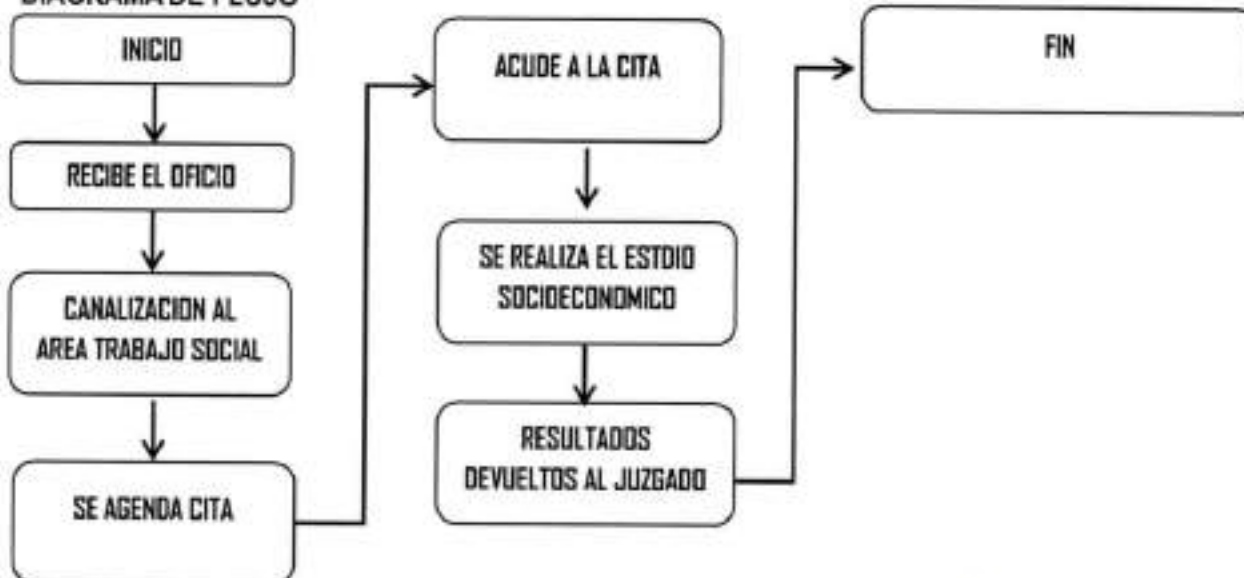 DIAGRAMA DE FLUJO
INICIO
RECIBE EL OFICIO
CANALIZACION AL
AREA TRABAJO SOCIAL
SE AGENDA CITA
ACUDE A LA CITA
SE REALIZA EL ESTDIO
SOCIOECONOMICO
RESULTADOS
DEVUELTOS AL JUZGADO
FIN